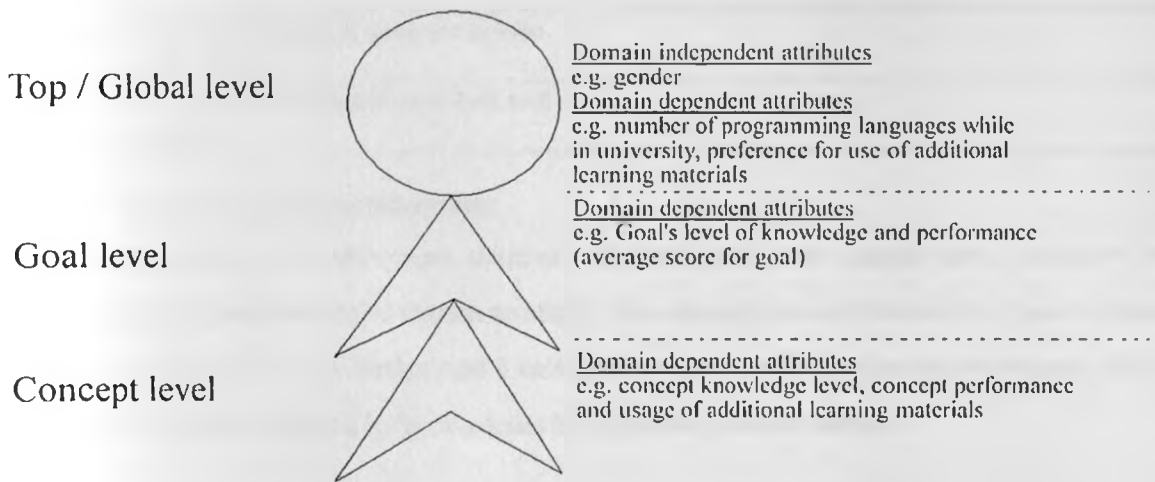 Top / Global level
Domain independent attributes
e.g. gender
Domain dependent attributes
e.g. number of programming languages while
in university, preference for use of additional
learning materials
Goal level
Domain dependent attributes
e.g. Goal's level of knowledge and performance
(average score for goal)
Concept level
Domain dependent attributes
e.g. concept knowledge level, concept performance
and usage of additional learning materials